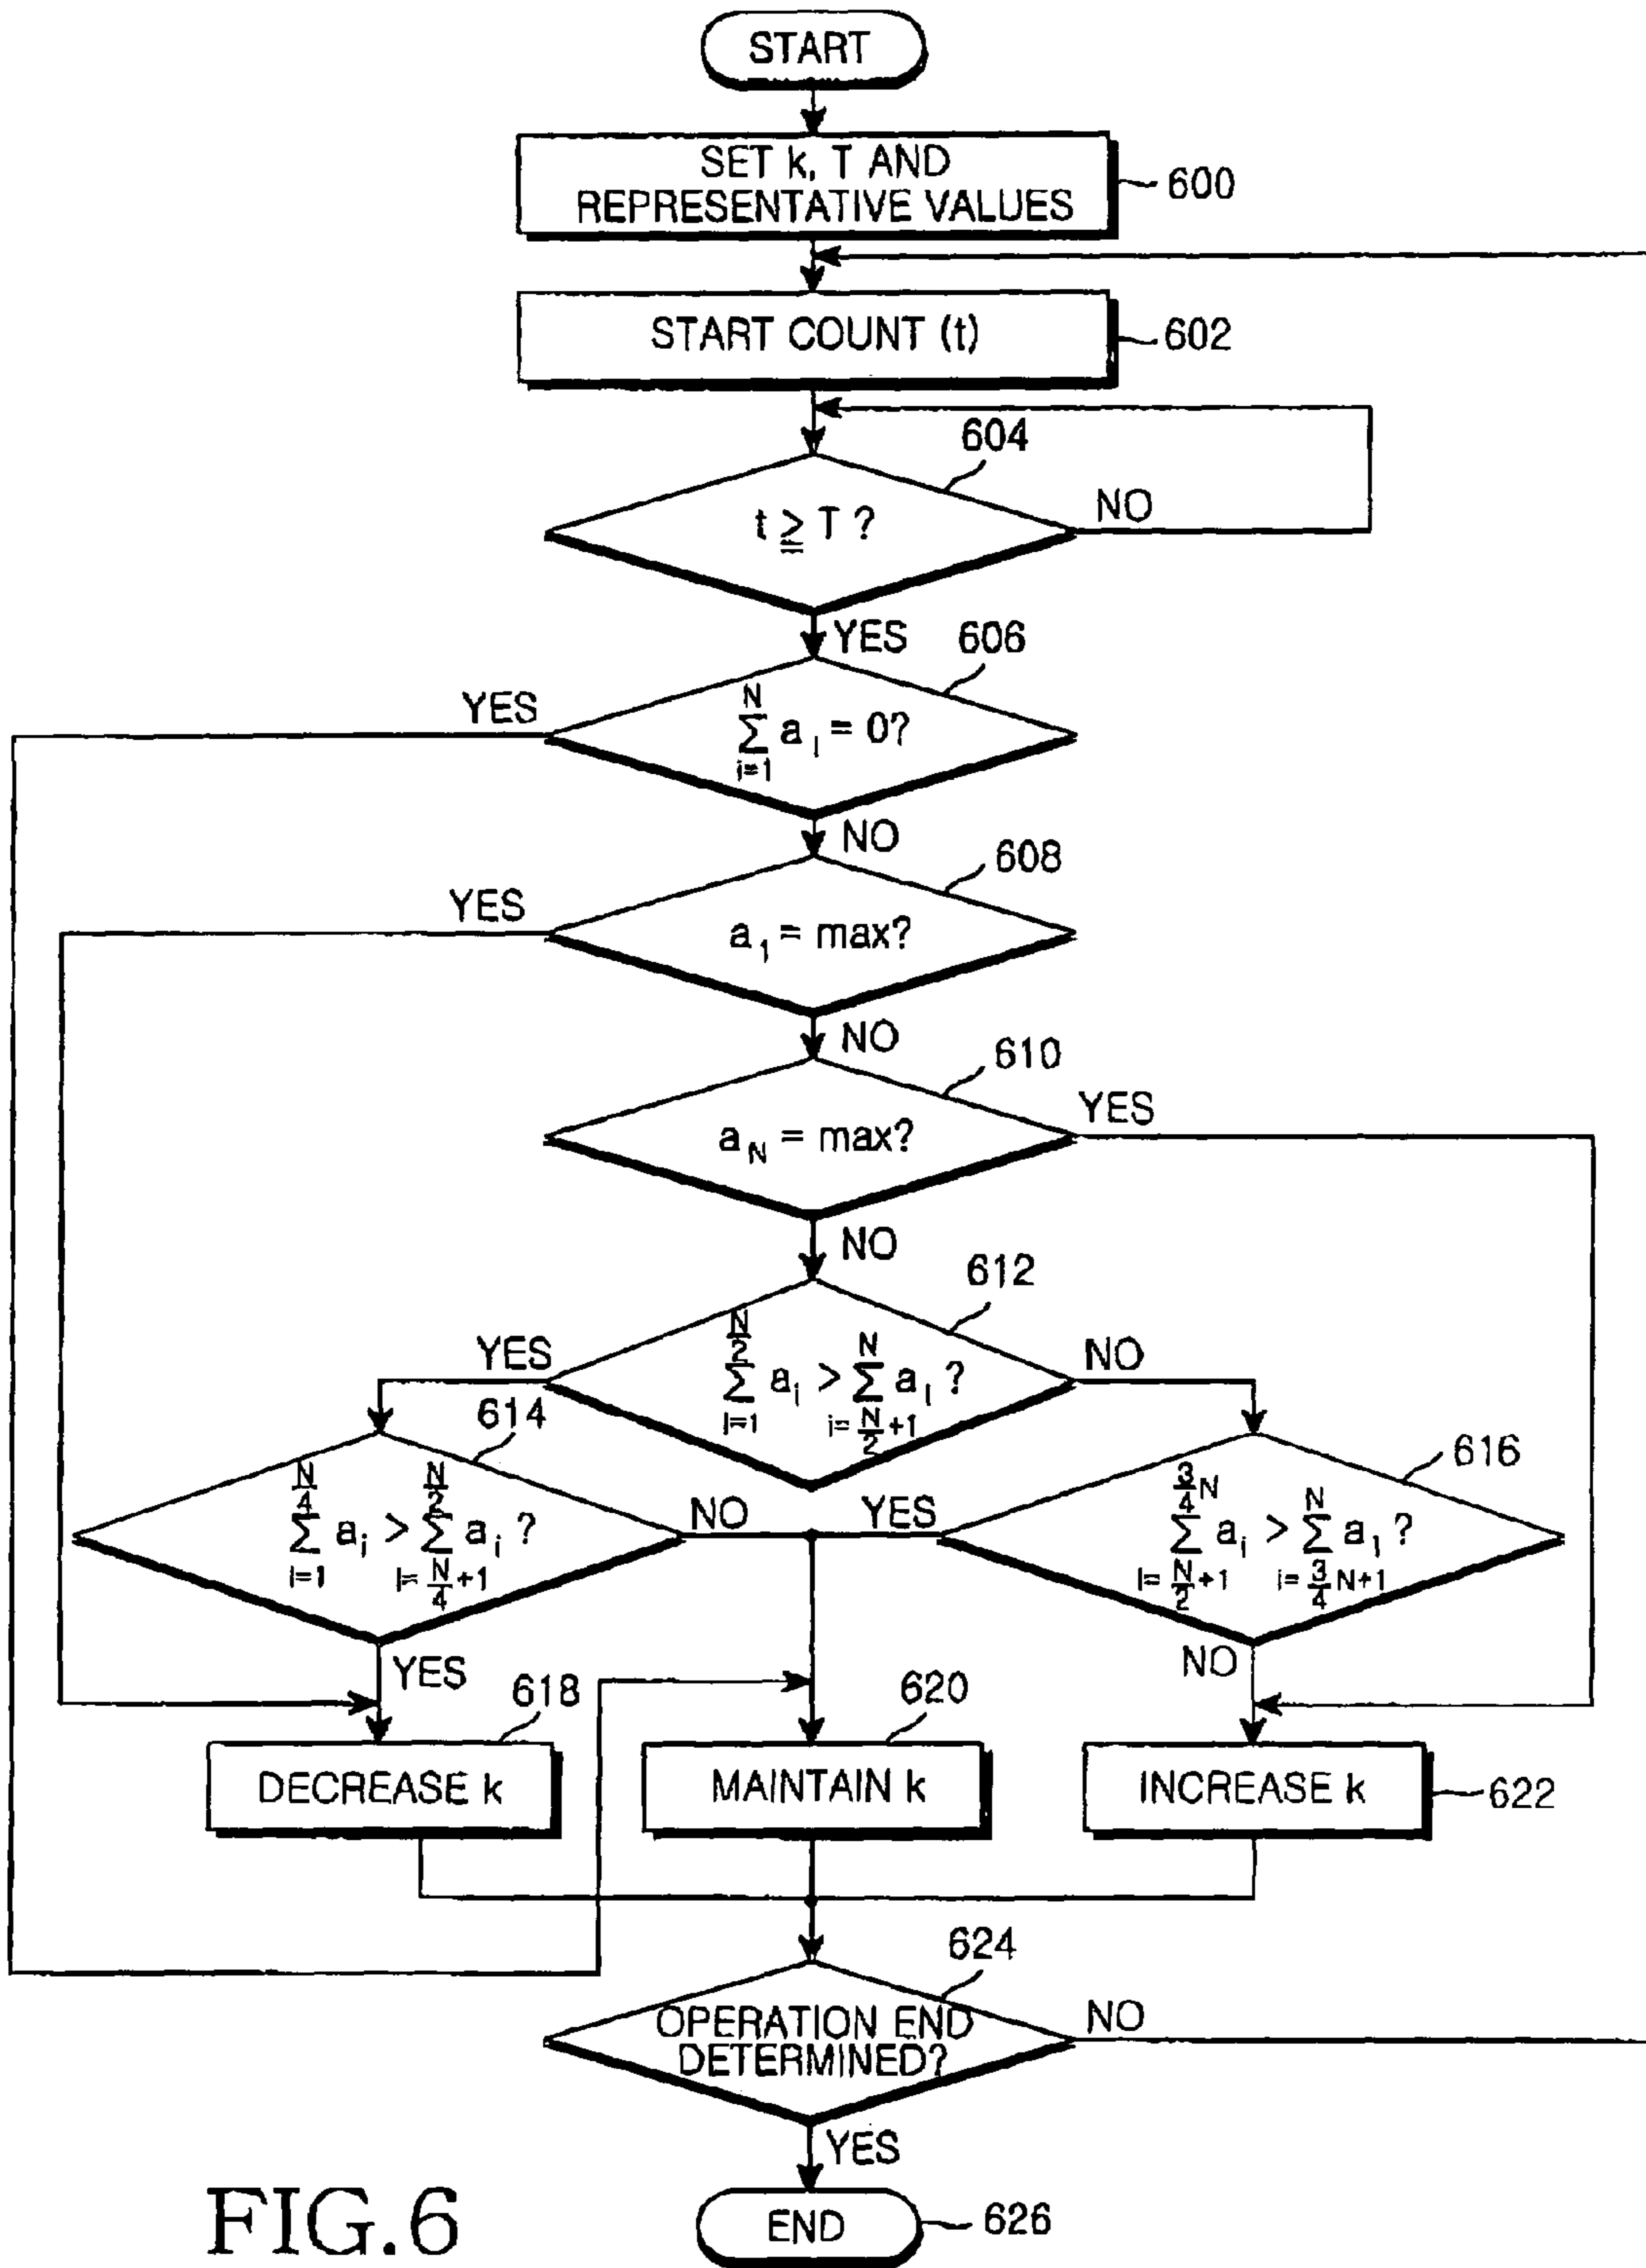 START
SET k, T AND
REPRESENTATIVE VALUES
600
START COUNT (t)
602
604
t ≥ T ?
NO
YES
606
YES
N
∑ a i = 0?
i=1
NO
608
YES
a 1 = max?
NO
610
YES
a N = max?
NO
612
YES
NO
N/2 N
∑ a i > ∑ a i ?
i=1 i= N/2 +1
614
616
N/4 N/2
∑ a i > ∑ a i ?
i=1 i= N/4 +1
NO
YES
3/4 N N
∑ a i > ∑ a i ?
i= N/2 +1 i= 3/4 N+1
YES
NO
618
620
DECREASE k
MAINTAIN k
INCREASE k
622
624
OPERATION END
DETERMINED?
NO
YES
END
626
FIG.6